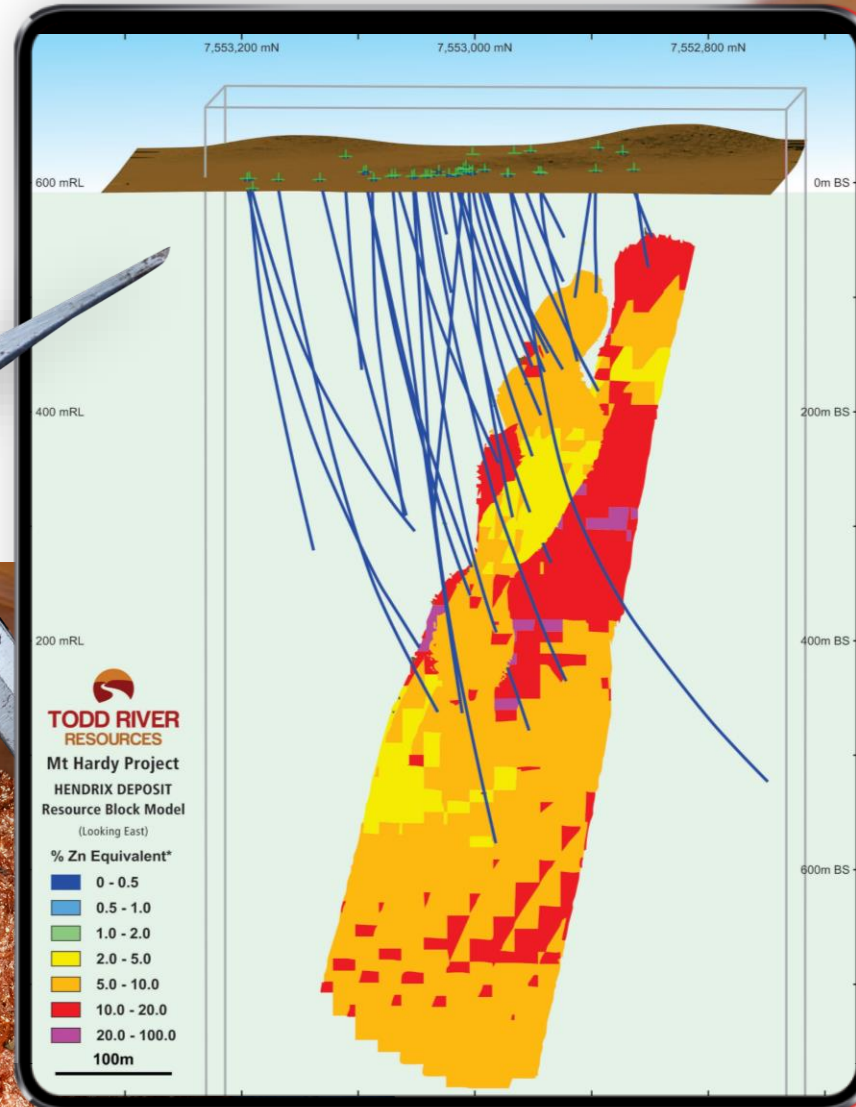 7,553,200 mN
7,553,000 mN
7,552,800 mN
600 mRL
0m BS
400 mRL
200m BS
200 mRL
400m BS
600m BS
TODD RIVER
RESOURCES
Mt Hardy Project
HENDRIX DEPOSIT
Resource Block Model
(Looking East)
% Zn Equivalent*
0 - 0.5
0.5 - 1.0
1.0 - 2.0
2.0 - 5.0
5.0 - 10.0
10.0 - 20.0
20.0 - 100.0
100m